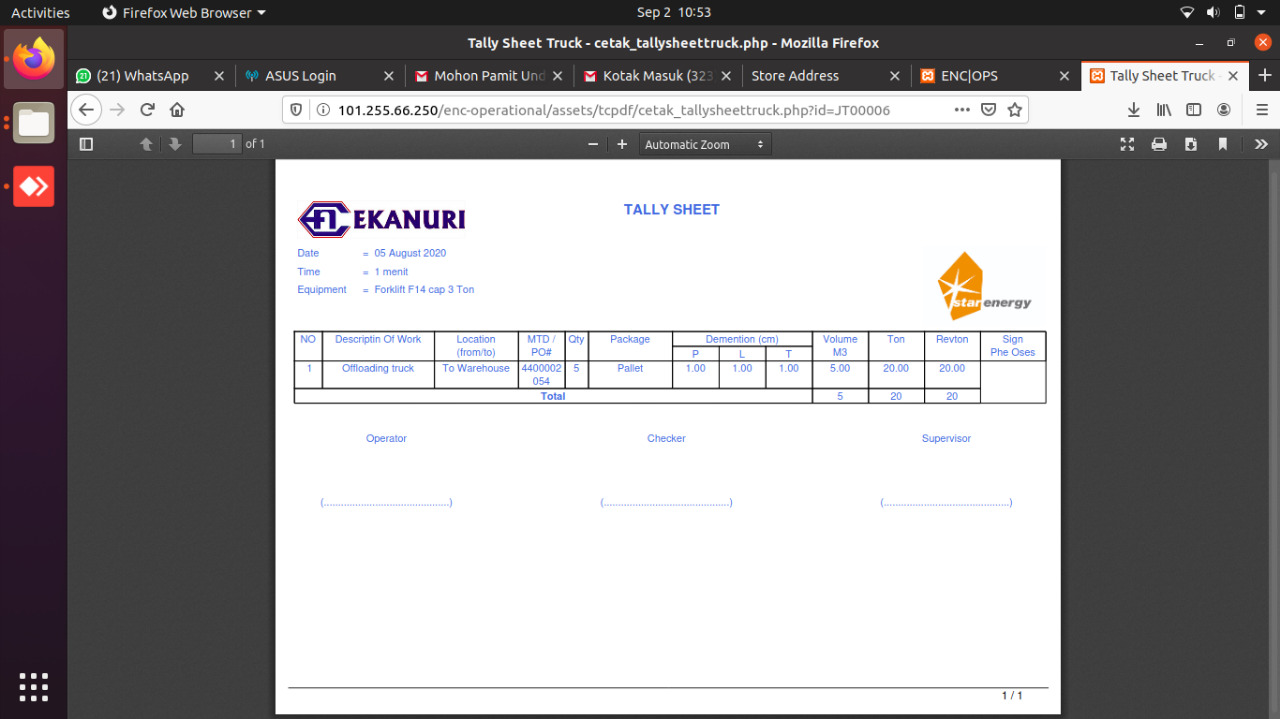 Activities Firefox Web Browser Sep 2 10:53
Tally Sheet Truck - cetak_tallysheettruck.php - Mozilla Firefox
(21) WhatsApp ASUS Login Mohon Pamit Und Kotak Masuk (323 Store Address ENC|OPS Tally Sheet Truck -
101.255.66.250/enc-operational/assets/tcpdf/cetak_tallysheettruck.php?id=JT00006
1 of 1 Automatic Zoom
EKANURI
TALLY SHEET
Date = 05 August 2020
Time = 1 menit
Equipment = Forklift F14 cap 3 Ton
star energy
NO Descriptin Of Work Location (from/to) MTD / PO# Qty Package Demention (cm) Volume M3 Ton Revton Sign Phe Oses
P L T
1 Offloading truck To Warehouse 4400002054 5 Pallet 1.00 1.00 1.00 5.00 20.00 20.00
Total 5 20 20
Operator Checker Supervisor
(..........................................) (..........................................) (..........................................)
1 / 1